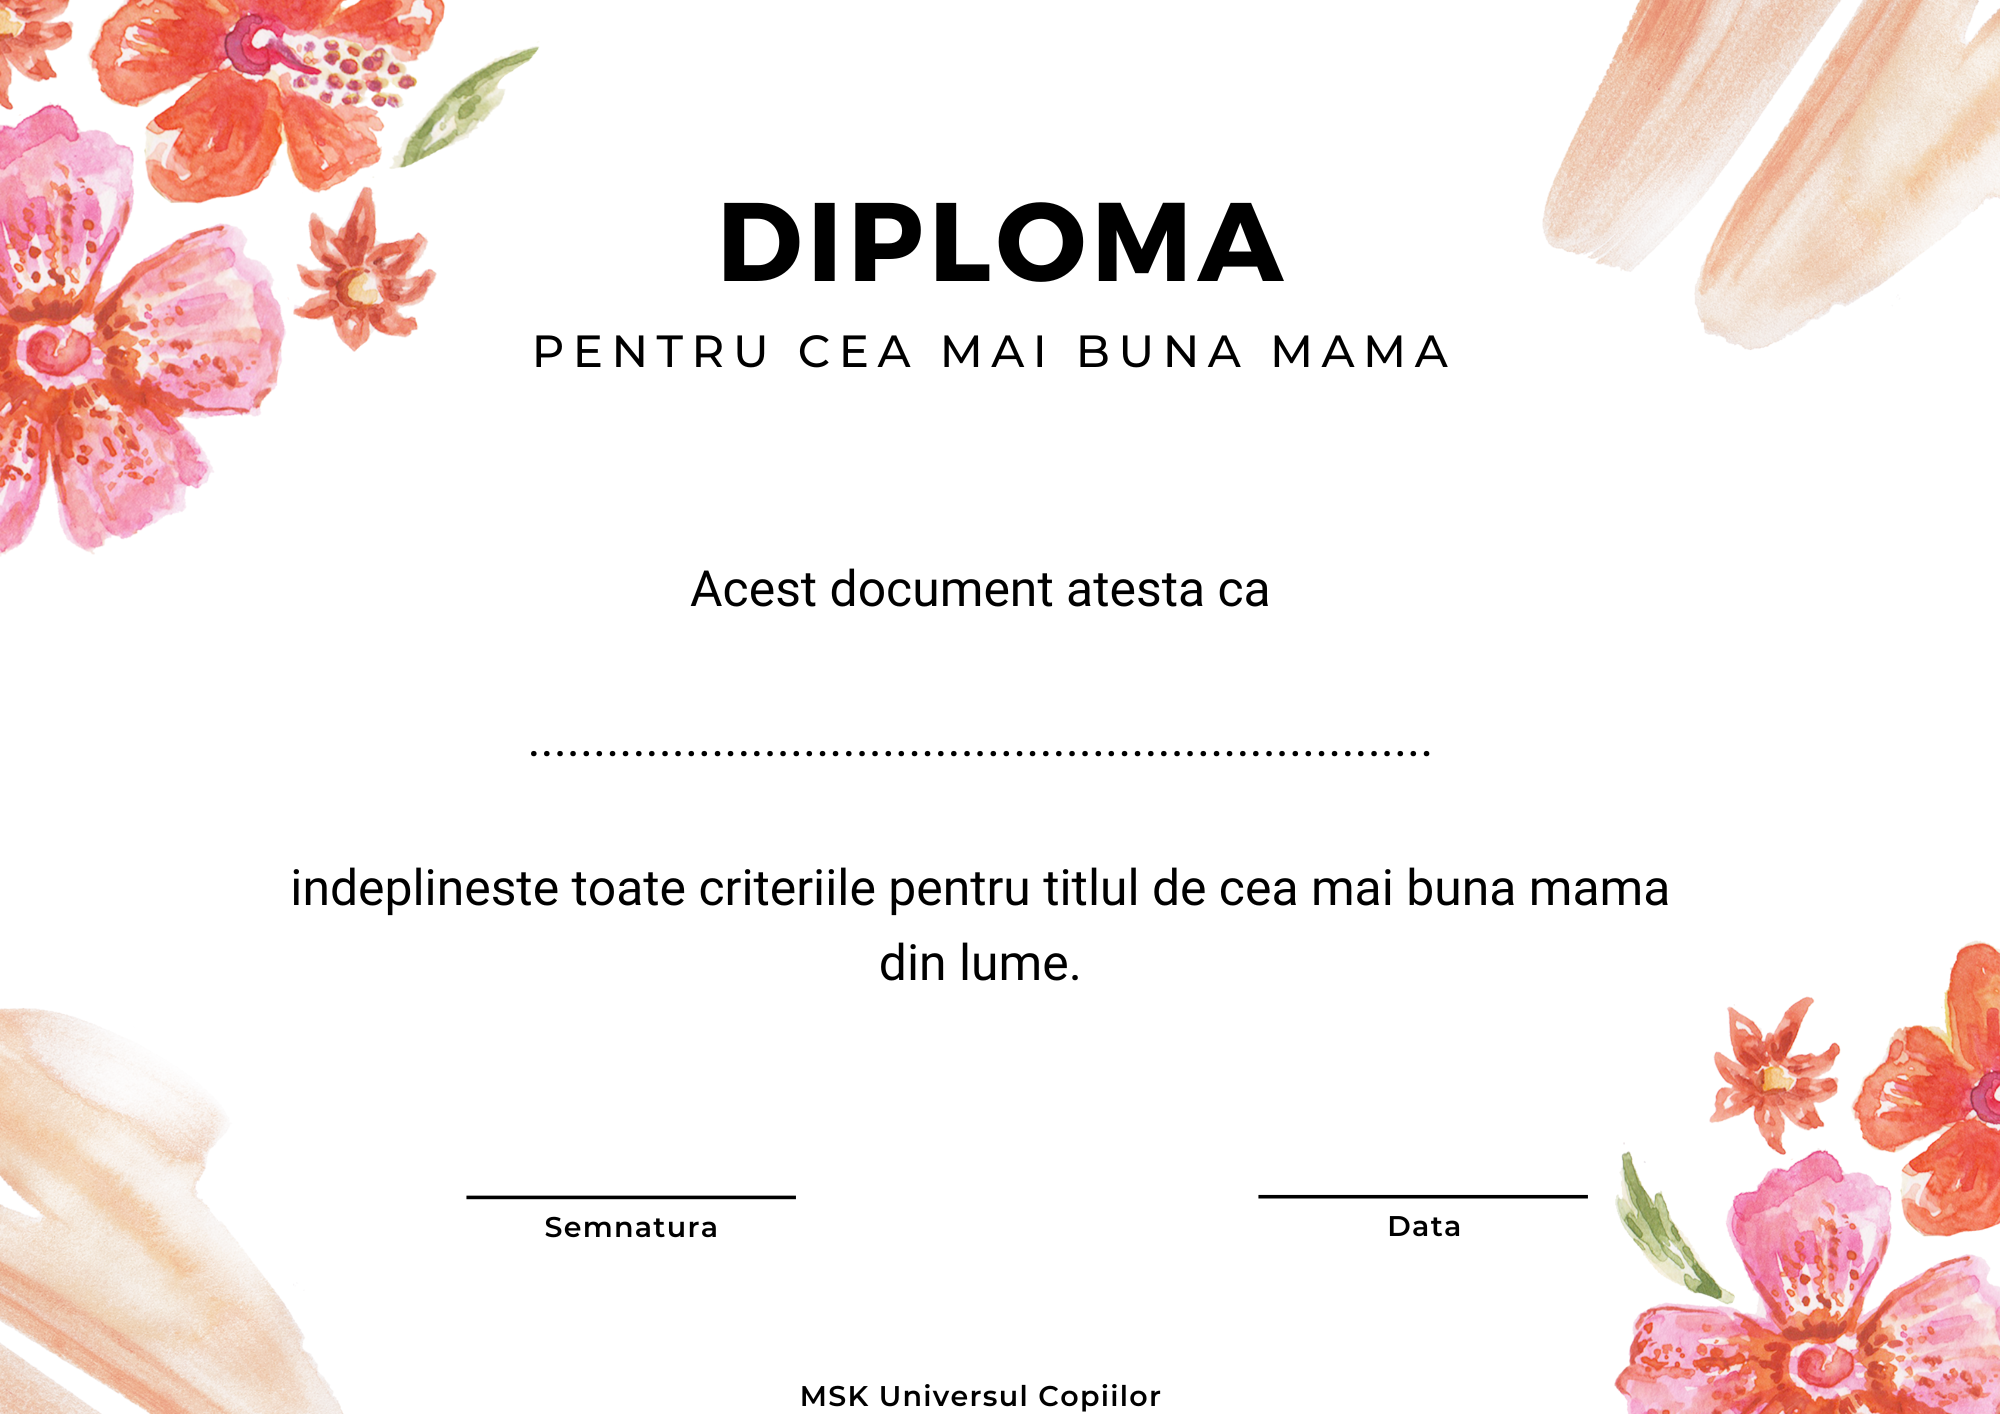 DIPLOMA
PENTRU CEA MAI BUNA MAMA
Acest document atesta ca
.....................................................................
indeplineste toate criteriile pentru titlul de cea mai buna mama
din lume.
Semnatura
Data
MSK Universul Copiilor